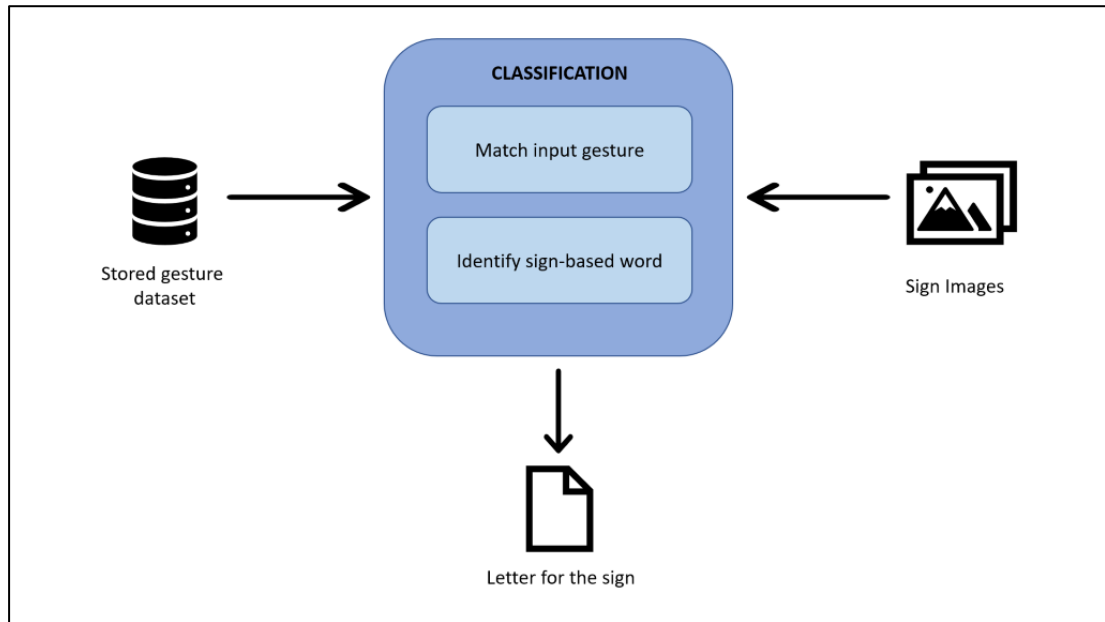 CLASSIFICATION
Match input gesture
Identify sign-based word
Stored gesture
dataset
Sign Images
Letter for the sign